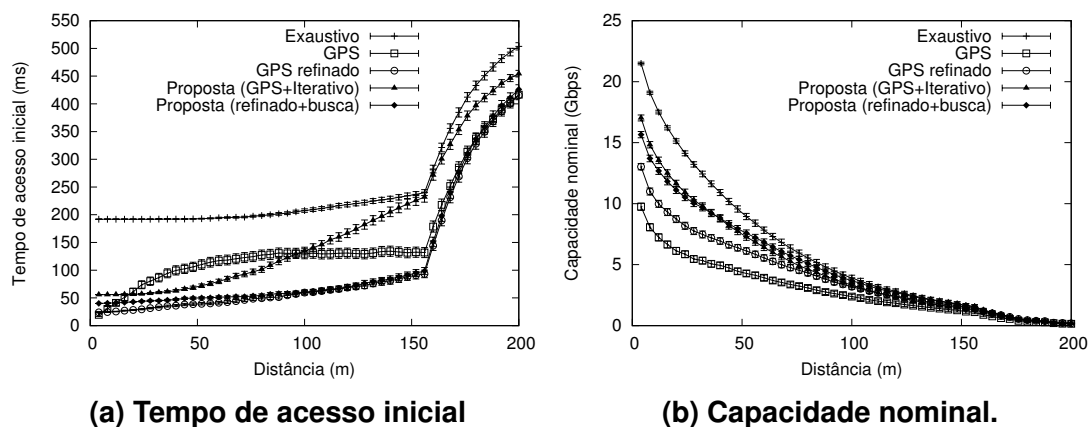 Tempo de acesso inicial (ms)
550
500
450
400
350
300
250
200
150
100
50
0
0 50 100 150 200
Distância (m)
Exaustivo
GPS
GPS refinado
Proposta (GPS+Iterativo)
Proposta (refinado+busca)
(a) Tempo de acesso inicial
Capacidade nominal (Gbps)
25
20
15
10
5
0
0 50 100 150 200
Distância (m)
Exaustivo
GPS
GPS refinado
Proposta (GPS+Iterativo)
Proposta (refinado+busca)
(b) Capacidade nominal.